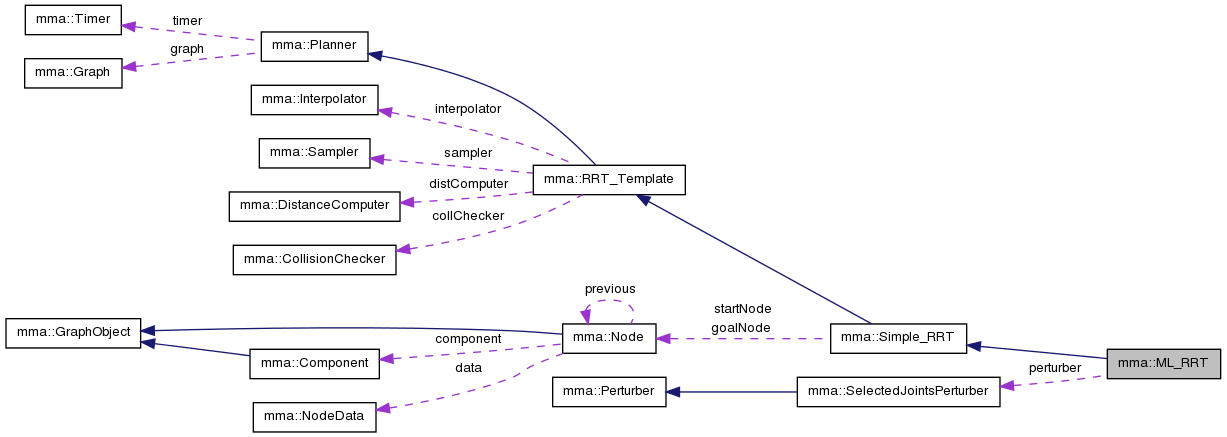 mma::Timer
timer
mma::Planner
graph
mma::Graph
mma::Interpolator
interpolator
mma::Sampler
sampler
mma::RRT_Template
distComputer
mma::DistanceComputer
collChecker
mma::CollisionChecker
previous
startNode
goalNode
mma::GraphObject
mma::Node
mma::Simple_RRT
component
mma::Component
mma::ML_RRT
data
perturber
mma::Perturber
mma::SelectedJointsPerturber
mma::NodeData